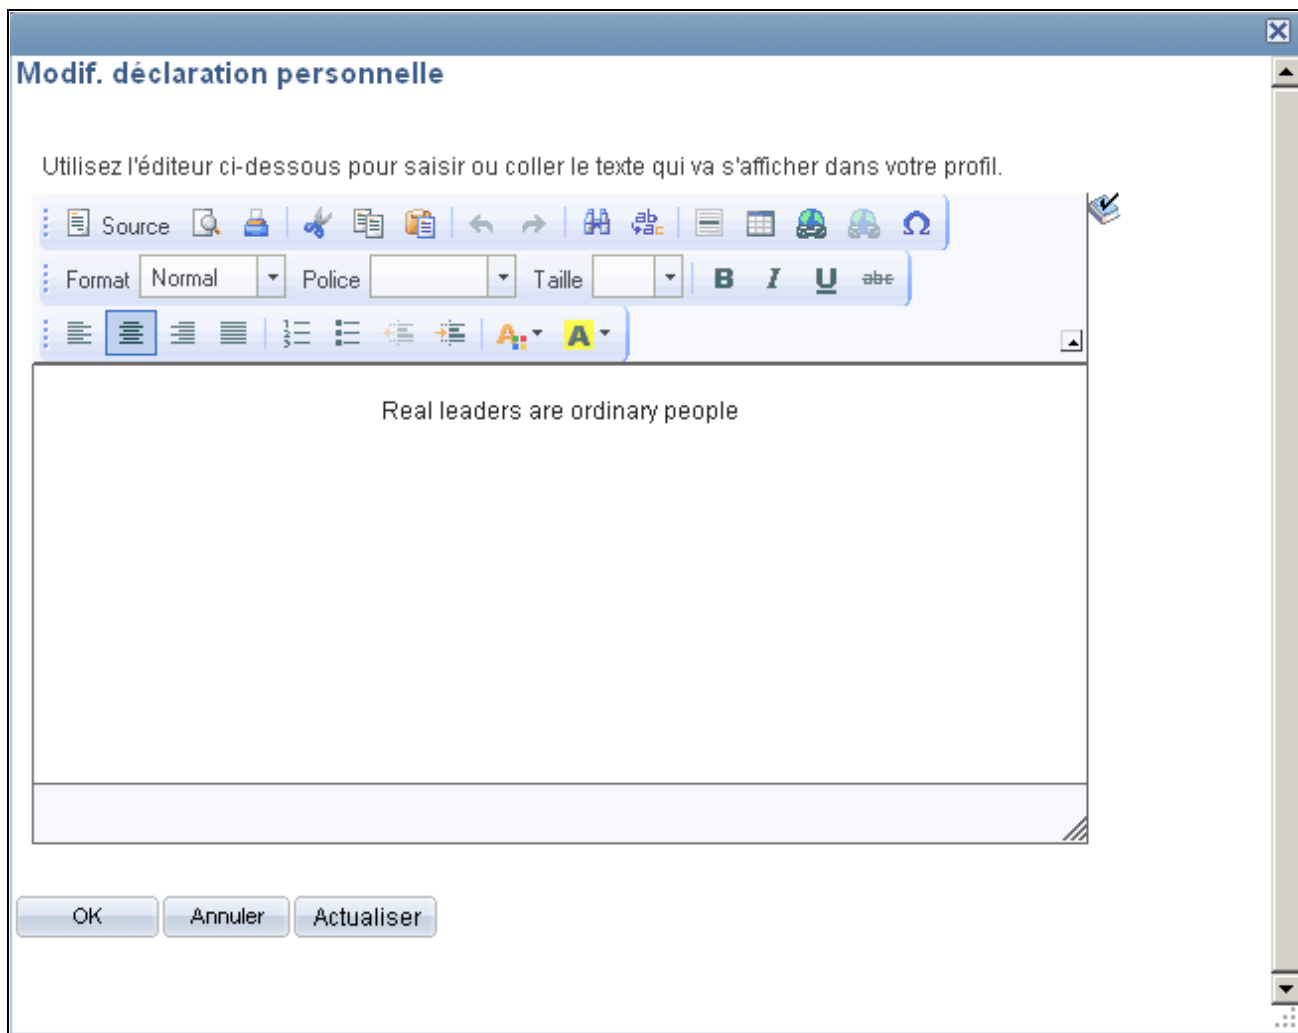 Modif. déclaration personnelle
Utilisez l'éditeur ci-dessous pour saisir ou coller le texte qui va s'afficher dans votre profil.
Source
Format Normal Police Taille B I U abc
Real leaders are ordinary people
OK Annuler Actualiser